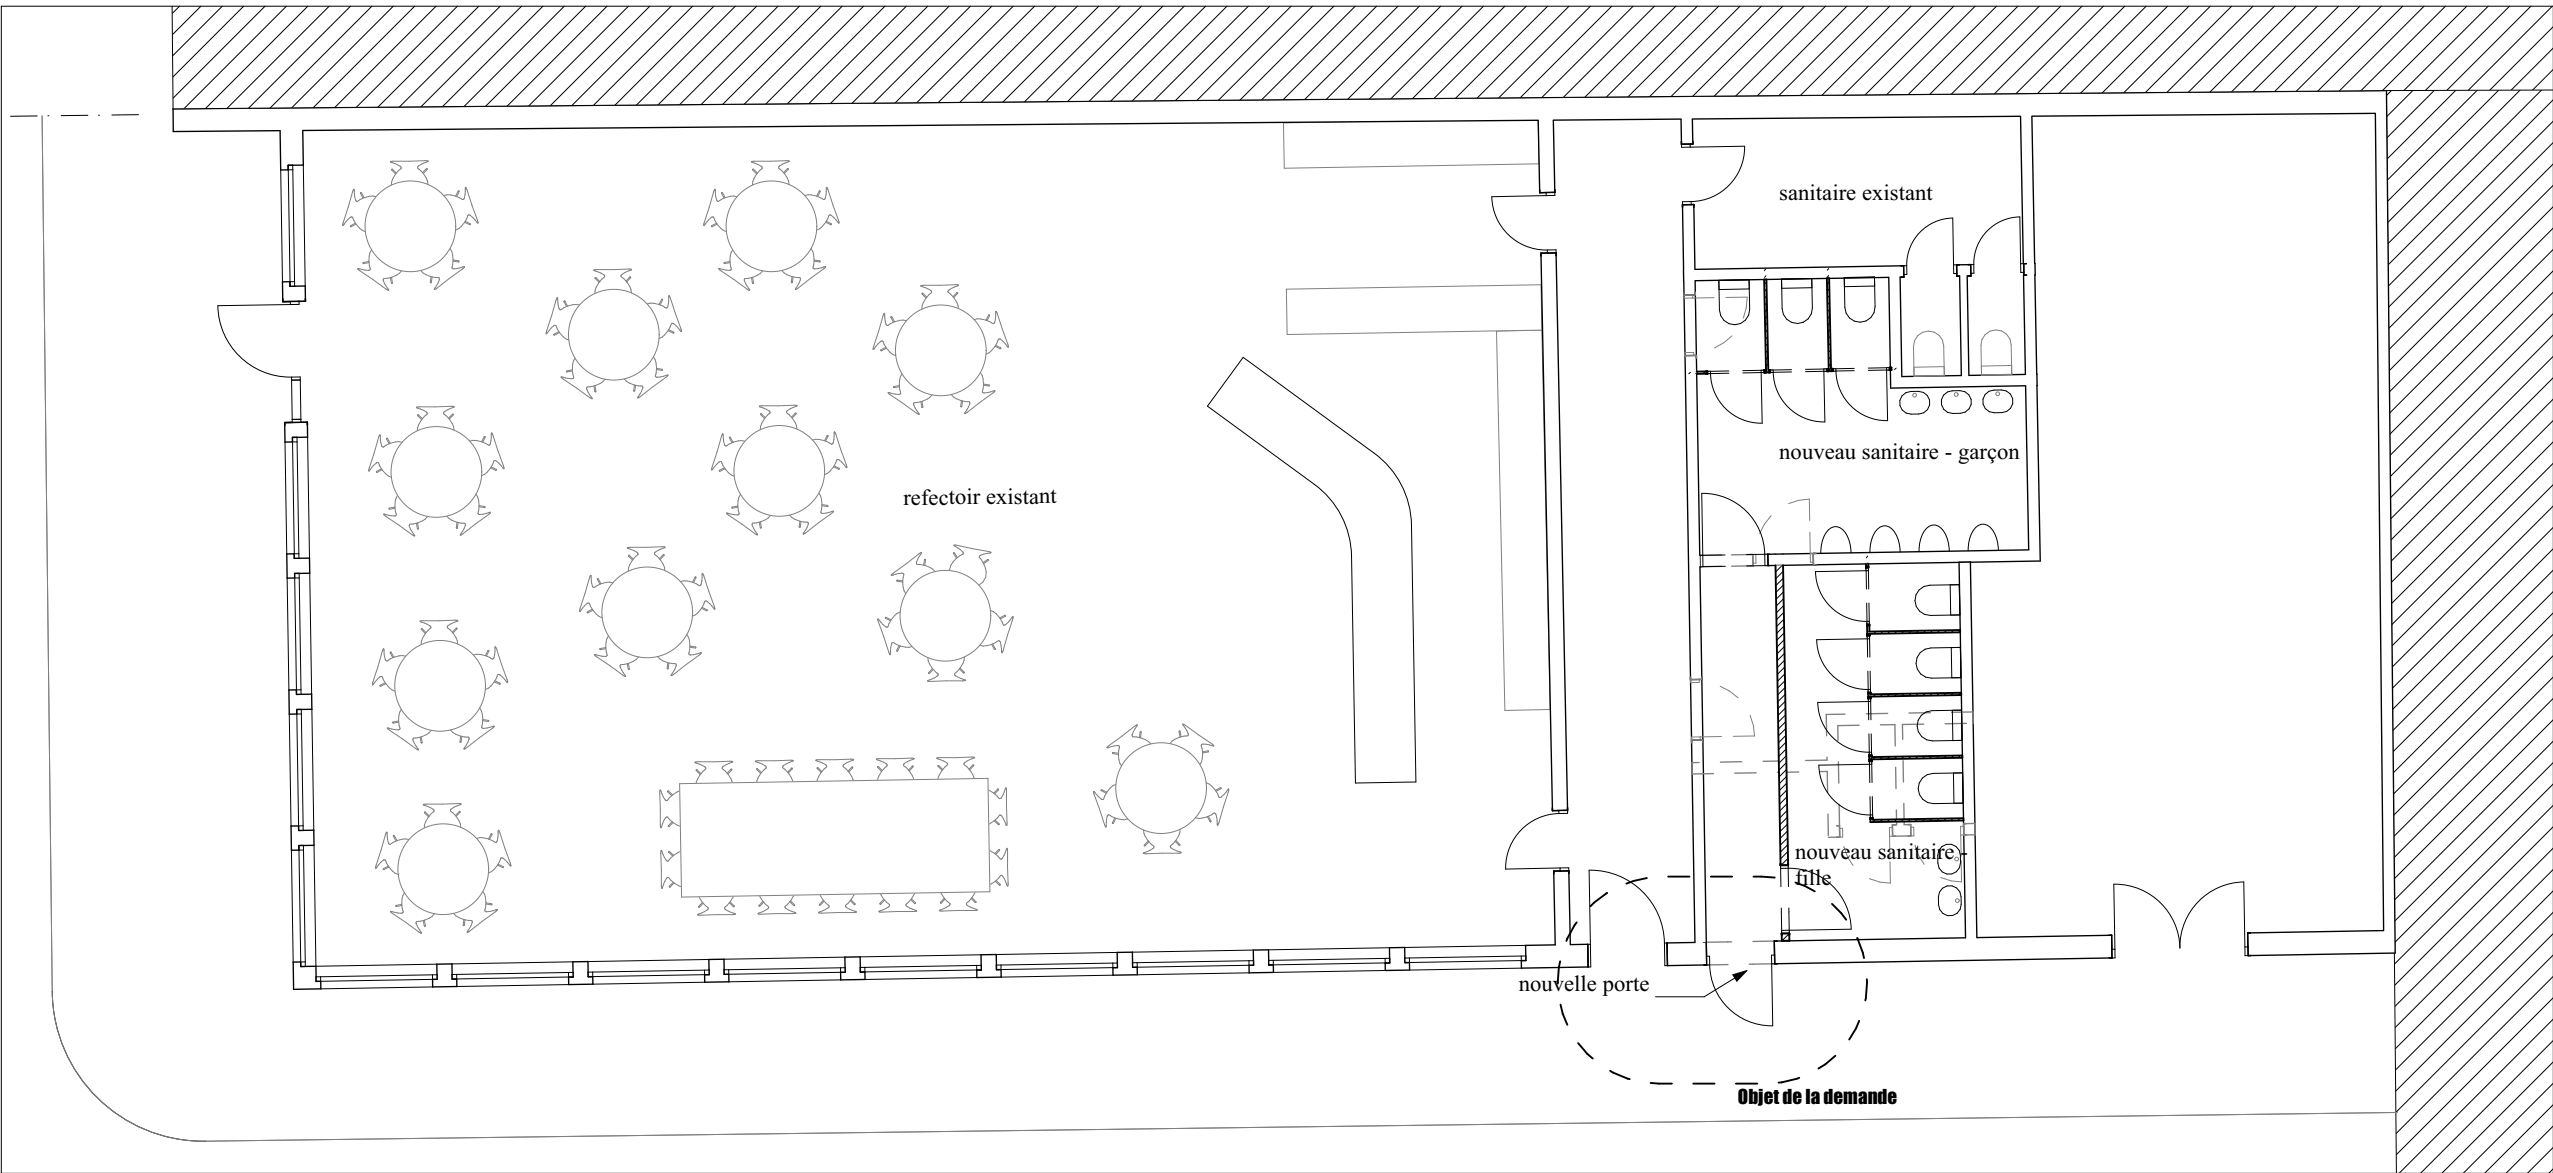 sanitaire existant
nouveau sanitaire - garçon
refectoir existant
nouveau sanitaire -
fille
nouvelle porte
Objet de la demande